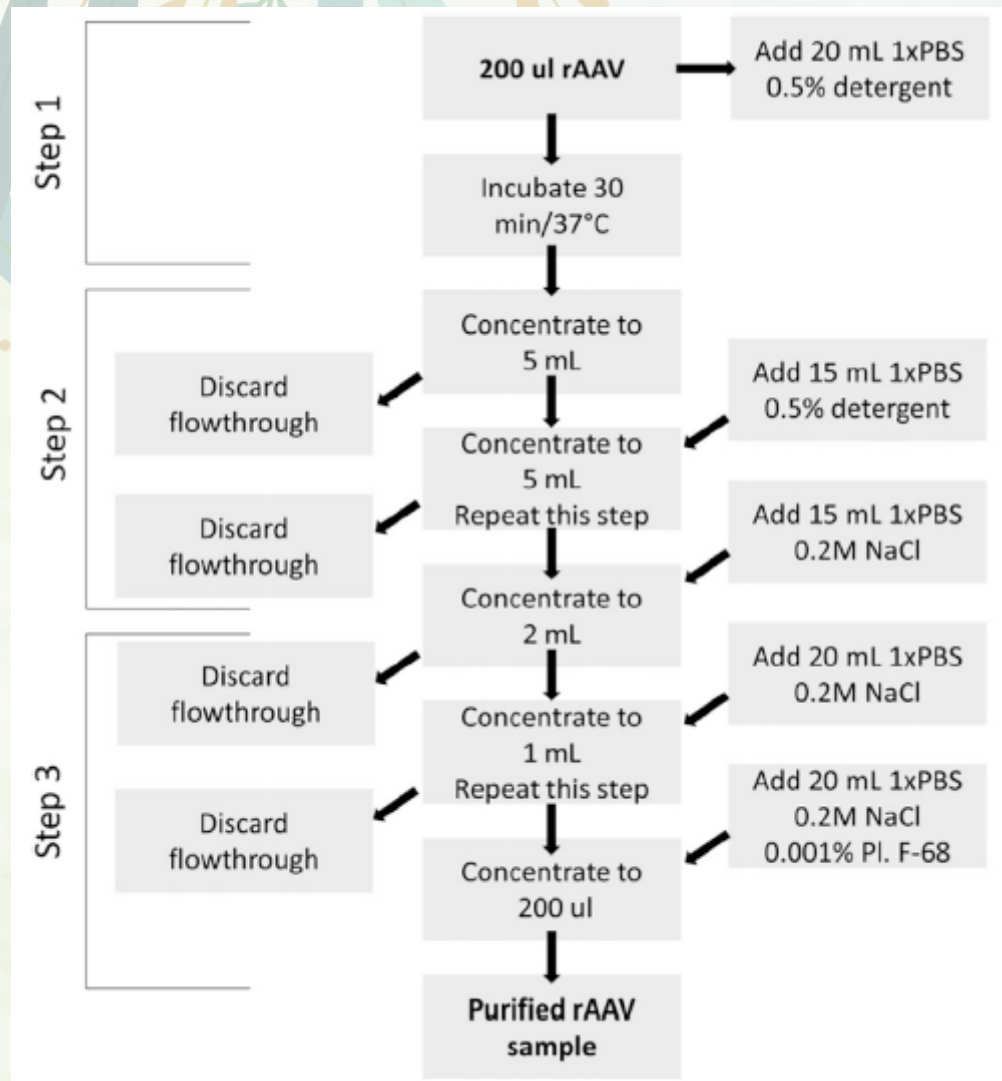 Step 1
200 ul rAAV
Add 20 mL 1xPBS
0.5% detergent
Incubate 30
min/37°C
Step 2
Concentrate to
5 mL
Discard
flowthrough
Add 15 mL 1xPBS
0.5% detergent
Concentrate to
5 mL
Repeat this step
Discard
flowthrough
Add 15 mL 1xPBS
0.2M NaCl
Concentrate to
2 mL
Step 3
Discard
flowthrough
Add 20 mL 1xPBS
0.2M NaCl
Concentrate to
1 mL
Repeat this step
Discard
flowthrough
Add 20 mL 1xPBS
0.2M NaCl
0.001% Pl. F-68
Concentrate to
200 ul
Purified rAAV
sample